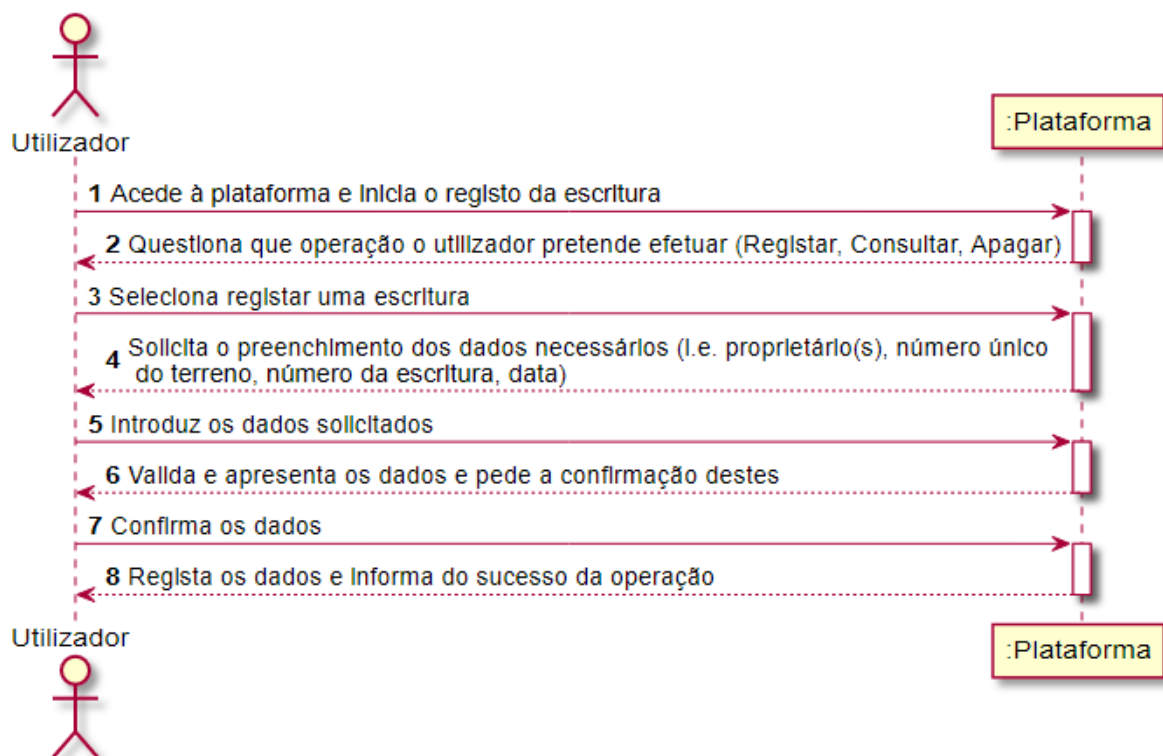 Utilizador
:Plataforma
1 Acede à plataforma e inicia o registo da escritura
2 Questiona que operação o utilizador pretende efetuar (Registar, Consultar, Apagar)
3 Seleciona registar uma escritura
4 Solicita o preenchimento dos dados necessários (i.e. proprietário(s), número único
do terreno, número da escritura, data)
5 Introduz os dados solicitados
6 Valida e apresenta os dados e pede a confirmação destes
7 Confirma os dados
8 Regista os dados e informa do sucesso da operação
Utilizador
:Plataforma